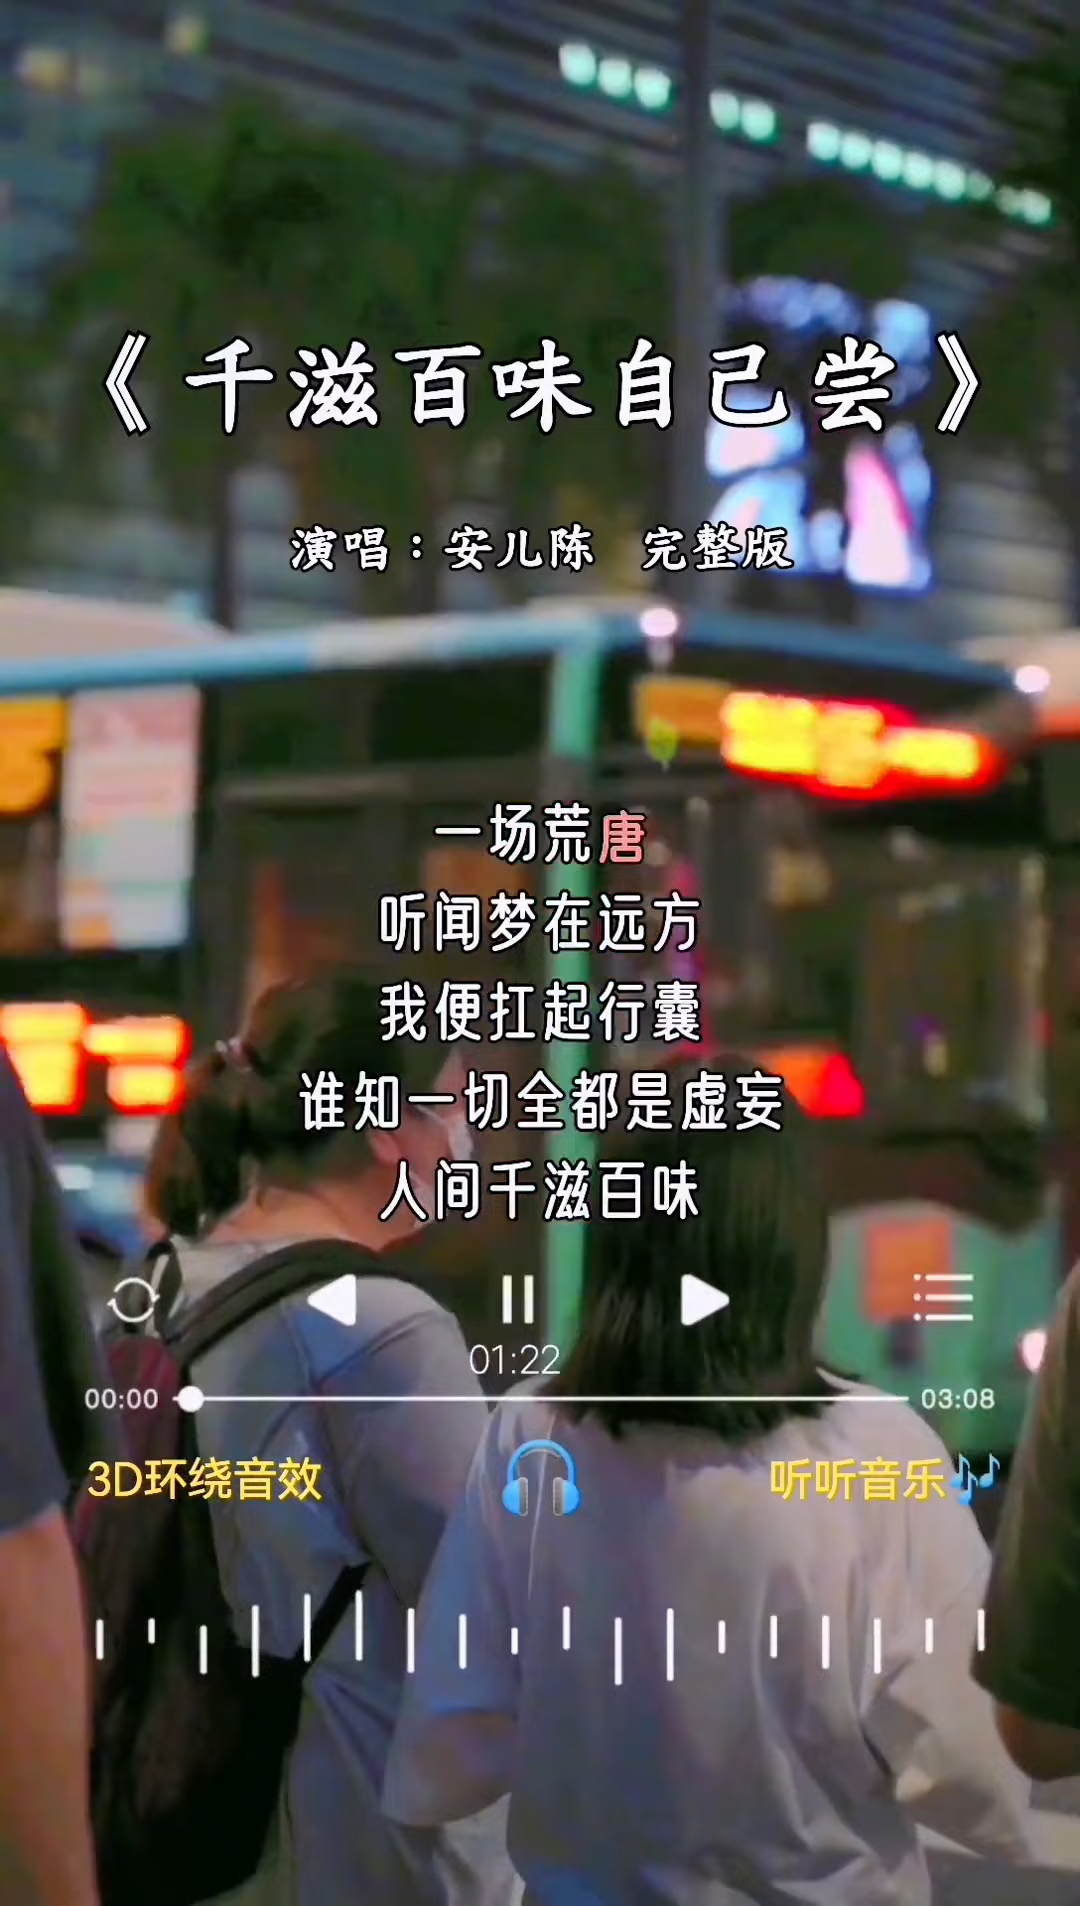 《千滋百味自己尝》
演唱：安儿陈 完整版
一场荒唐
听闻梦在远方
我便扛起行囊
谁知一切全都是虚妄
人间千滋百味
01:22
00:00 03:08
3D环绕音效 听听音乐